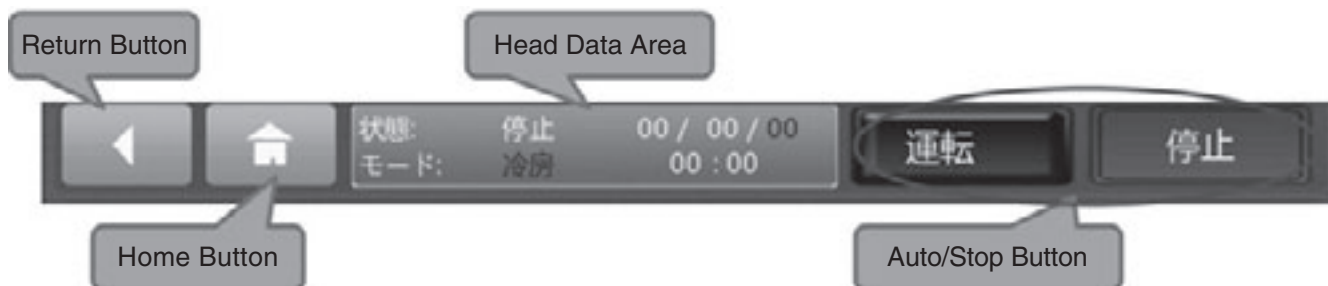 Return Button
Head Data Area
状態: 停止 00 / 00 / 00
モード: 冷房 00 : 00
運転
停止
Home Button
Auto/Stop Button